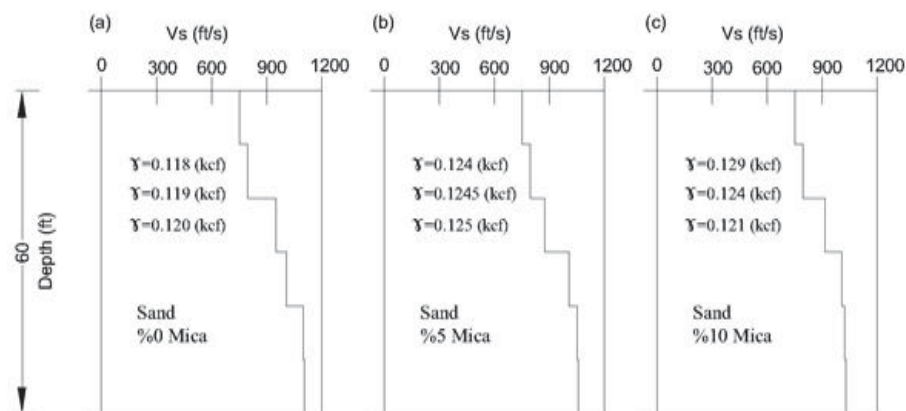 (a)
Vs (ft/s)
0 300 600 900 1200
ɤ=0.118 (kcf)
ɤ=0.119 (kcf)
ɤ=0.120 (kcf)
Sand
%0 Mica
60
Depth (ft)
(b)
Vs (ft/s)
0 300 600 900 1200
ɤ=0.124 (kcf)
ɤ=0.1245 (kcf)
ɤ=0.125 (kcf)
Sand
%5 Mica
(c)
Vs (ft/s)
0 300 600 900 1200
ɤ=0.129 (kcf)
ɤ=0.124 (kcf)
ɤ=0.121 (kcf)
Sand
%10 Mica